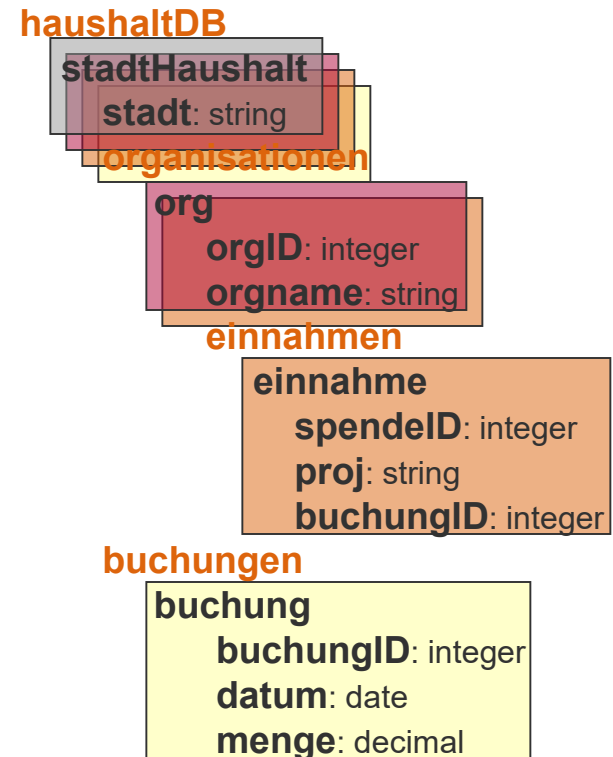 haushaltDB
stadtHaushalt
stadt: string
organisationen
org
orgID: integer
orgname: string
einnahmen
einnahme
spendeID: integer
proj: string
buchungID: integer
buchungen
buchung
buchungID: integer
datum: date
menge: decimal